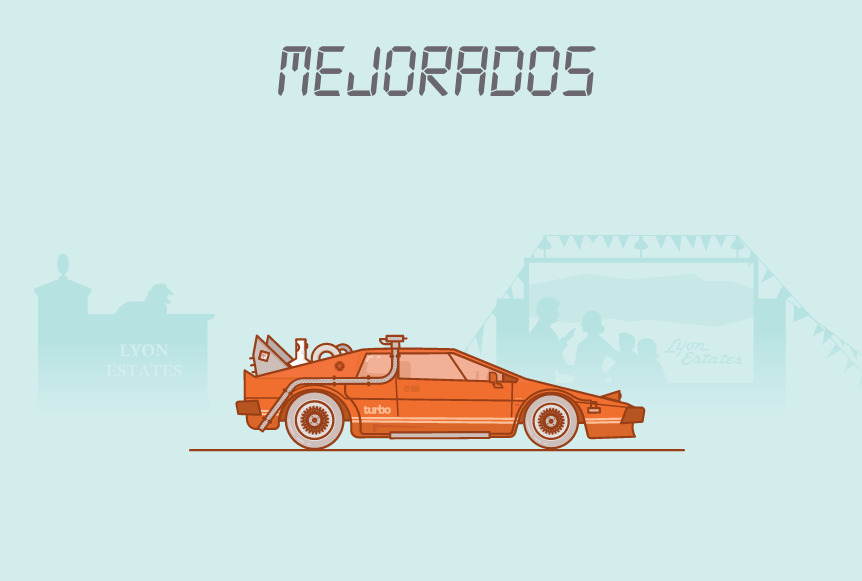 MEJORADOS
LYON
ESTATES
Lyon
Estates
turbo